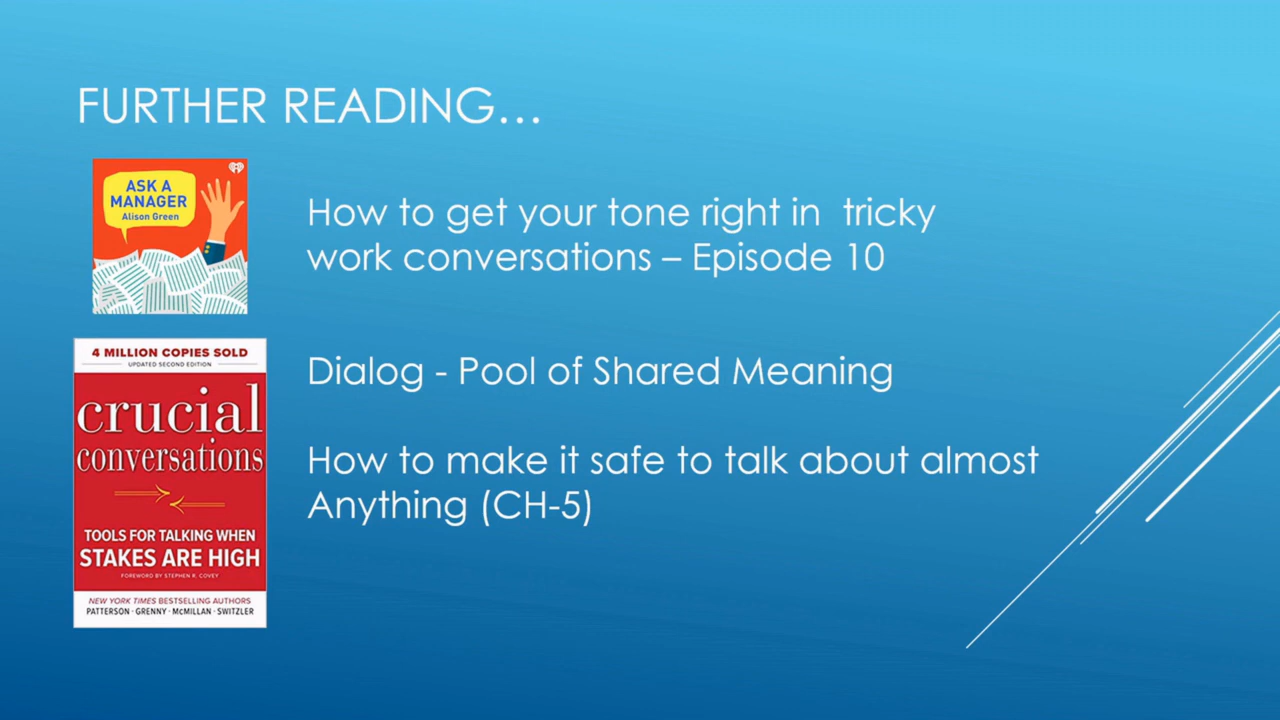 FURTHER READING...
ASK A
MANAGER
Alison Green
How to get your tone right in tricky
work conversations – Episode 10
4 MILLION COPIES SOLD
UPDATED SECOND EDITION
crucial
conversations
TOOLS FOR TALKING WHEN
STAKES ARE HIGH
FOREWORD BY STEPHEN R. COVEY
NEW YORK TIMES BESTSELLING AUTHORS
PATTERSON · GRENNY · McMILLAN · SWITZLER
Dialog - Pool of Shared Meaning
How to make it safe to talk about almost
Anything (CH-5)